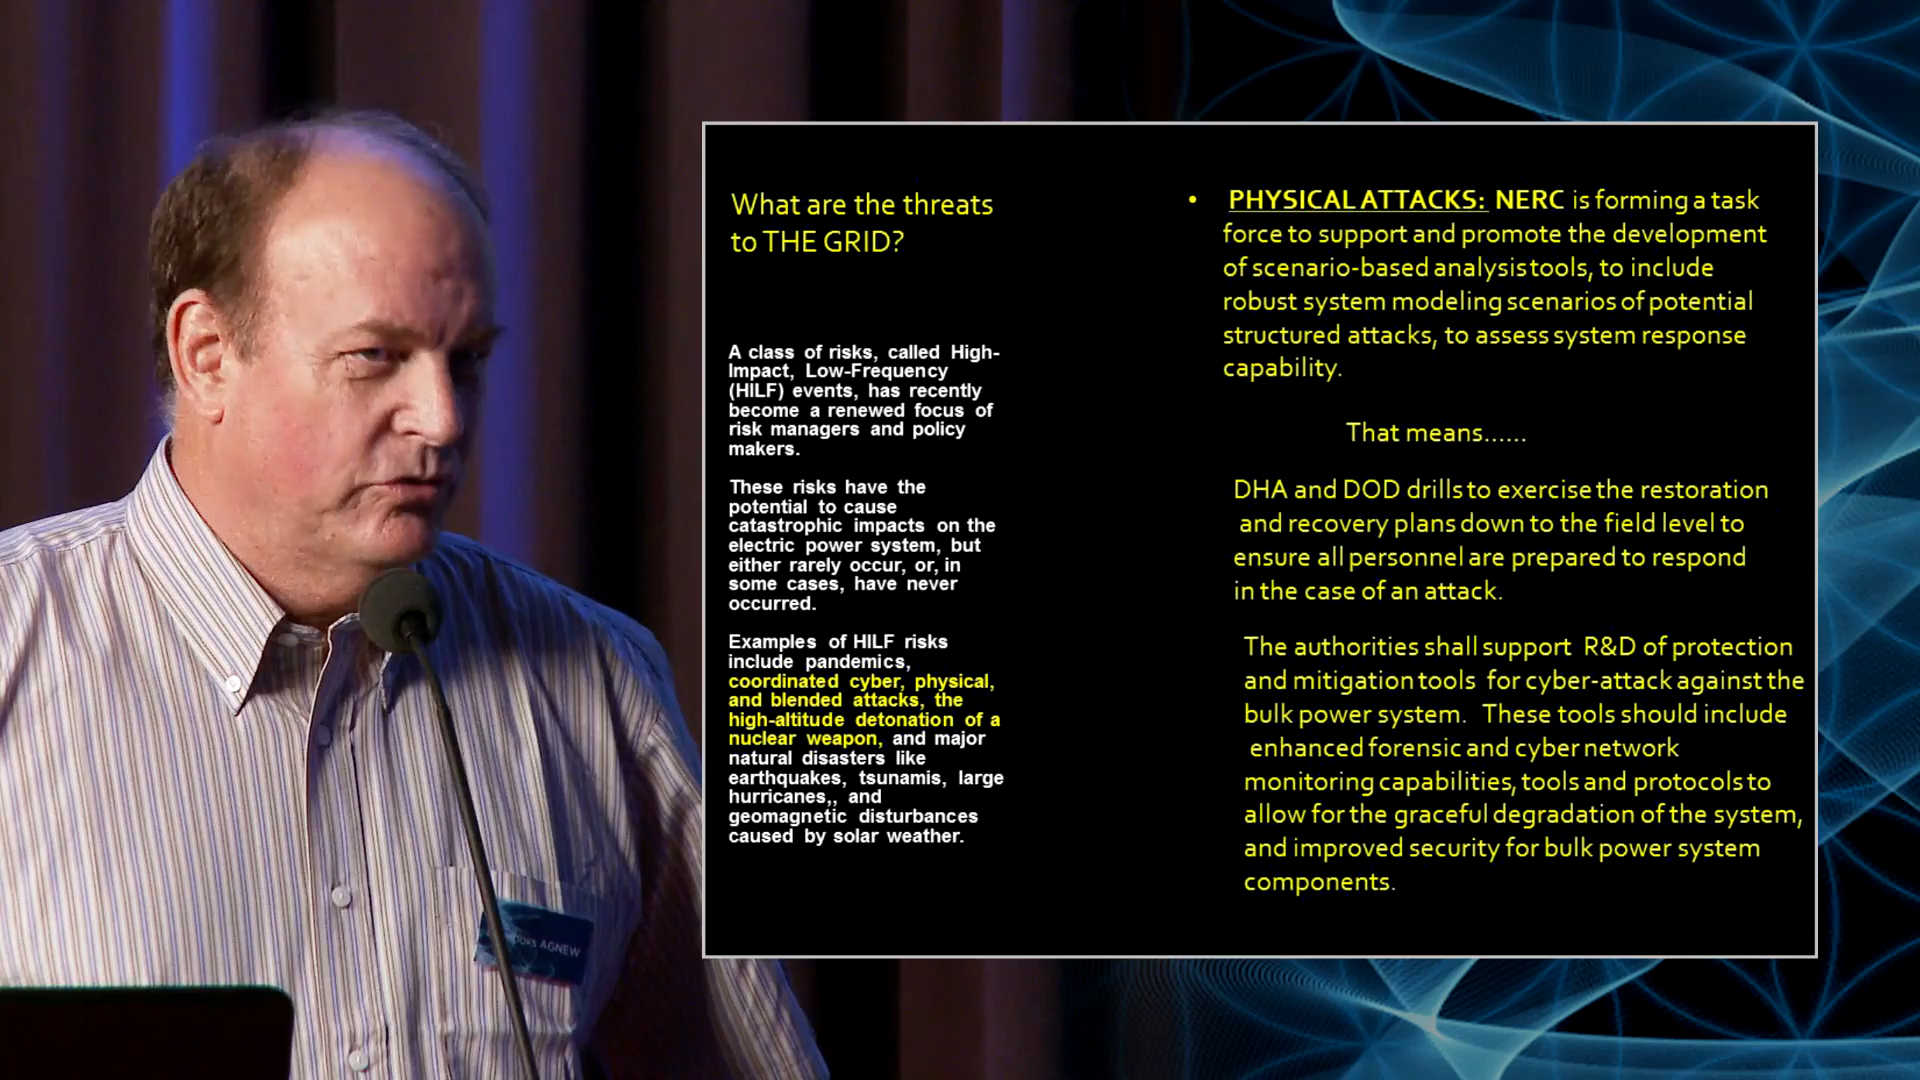 What are the threats
to THE GRID?
A class of risks, called High-
Impact, Low-Frequency
(HILF) events, has recently
become a renewed focus of
risk managers and policy
makers.
These risks have the
potential to cause
catastrophic impacts on the
electric power system, but
either rarely occur, or, in
some cases, have never
occurred.
Examples of HILF risks
include pandemics,
coordinated cyber, physical,
and blended attacks, the
high-altitude detonation of a
nuclear weapon, and major
natural disasters like
earthquakes, tsunamis, large
hurricanes,, and
geomagnetic disturbances
caused by solar weather.
• PHYSICAL ATTACKS: NERC is forming a task
force to support and promote the development
of scenario-based analysis tools, to include
robust system modeling scenarios of potential
structured attacks, to assess system response
capability.
That means......
DHA and DOD drills to exercise the restoration
and recovery plans down to the field level to
ensure all personnel are prepared to respond
in the case of an attack.
The authorities shall support R&D of protection
and mitigation tools for cyber-attack against the
bulk power system. These tools should include
enhanced forensic and cyber network
monitoring capabilities, tools and protocols to
allow for the graceful degradation of the system,
and improved security for bulk power system
components.
AGNEW